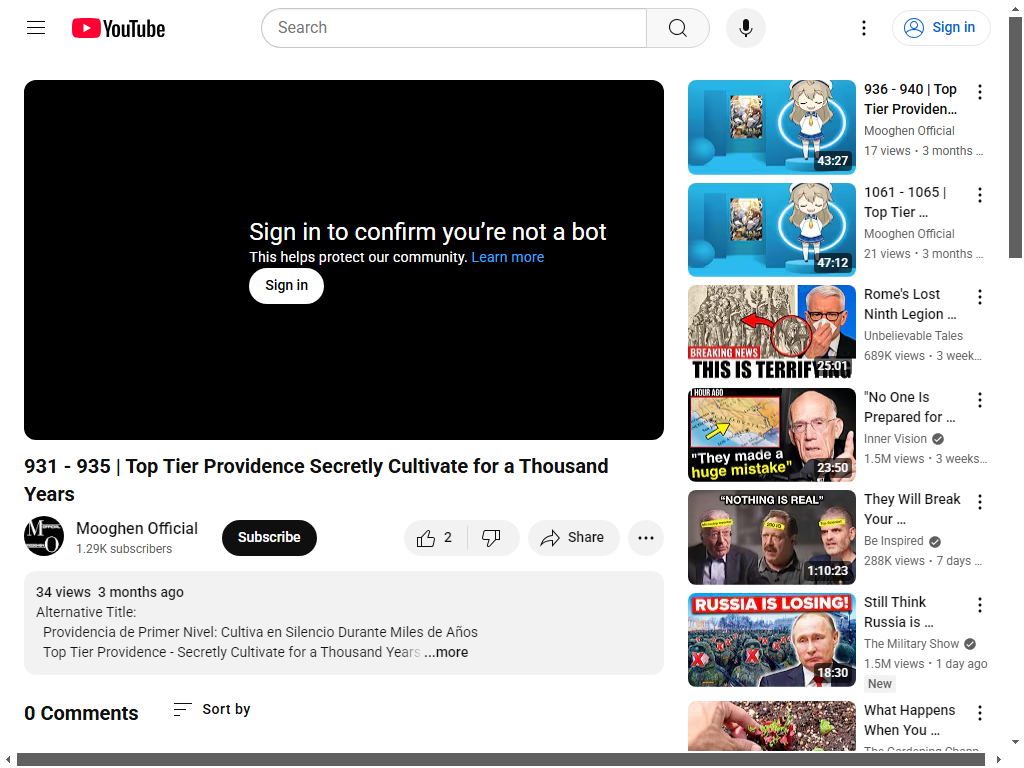 YouTube
Search
Sign in
Sign in to confirm you’re not a bot
This helps protect our community. Learn more
Sign in
931 - 935 | Top Tier Providence Secretly Cultivate for a Thousand
Years
Mooghen Official
1.29K subscribers
Subscribe
2
Share
34 views 3 months ago
Alternative Title:
Providencia de Primer Nivel: Cultiva en Silencio Durante Miles de Años
Top Tier Providence - Secretly Cultivate for a Thousand Years ...more
0 Comments
Sort by
43:27
936 - 940 | Top
Tier Providen...
Mooghen Official
17 views • 3 months ...
47:12
1061 - 1065 |
Top Tier ...
Mooghen Official
21 views • 3 months ...
BREAKING NEWS
THIS IS TERRIFYING
25:01
Rome's Lost
Ninth Legion ...
Unbelievable Tales
689K views • 3 week...
1 HOUR AGO
"They made a
huge mistake"
23:50
"No One Is
Prepared for ...
Inner Vision
1.5M views • 3 weeks...
"NOTHING IS REAL"
1:10:23
They Will Break
Your ...
Be Inspired
288K views • 7 days ...
RUSSIA IS LOSING!
18:30
Still Think
Russia is ...
The Military Show
1.5M views • 1 day ago
New
What Happens
When You ...
The Gardening Chann